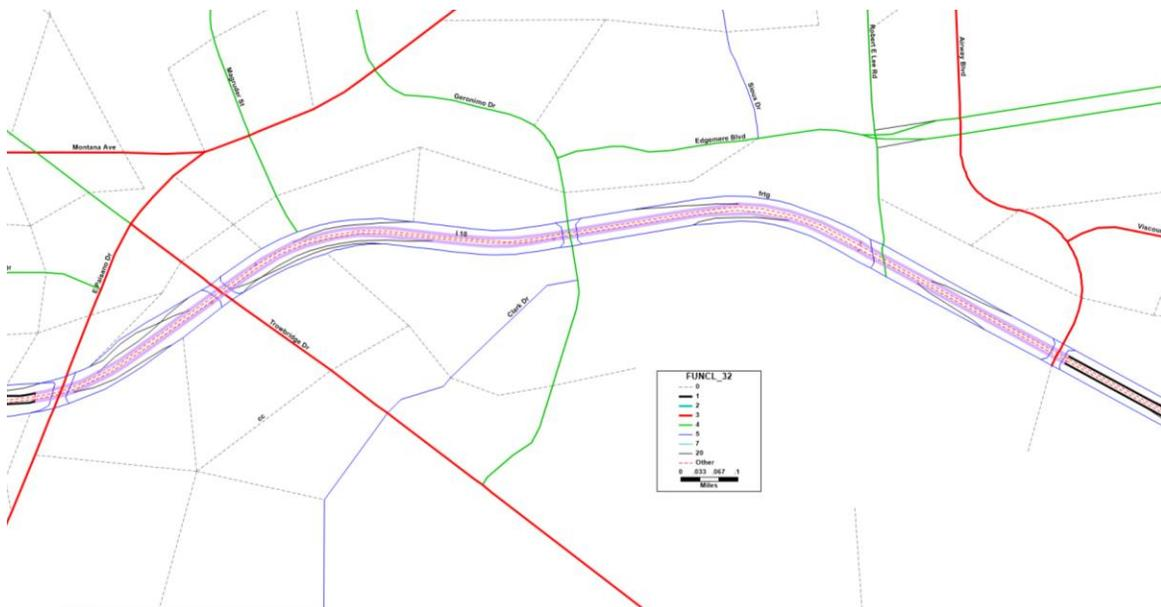 Magruder St
Geronimo Dr
Sioux Dr
Robert E Lee Rd
Airway Blvd
Montana Ave
Edgemere Blvd
frtg
I 10
Viscou
E Paisano Dr
Clark Dr
Trowbridge Dr
cc
FUNCL_32
0
1
2
3
4
5
7
20
Other
0 .033 .067 .1
Miles